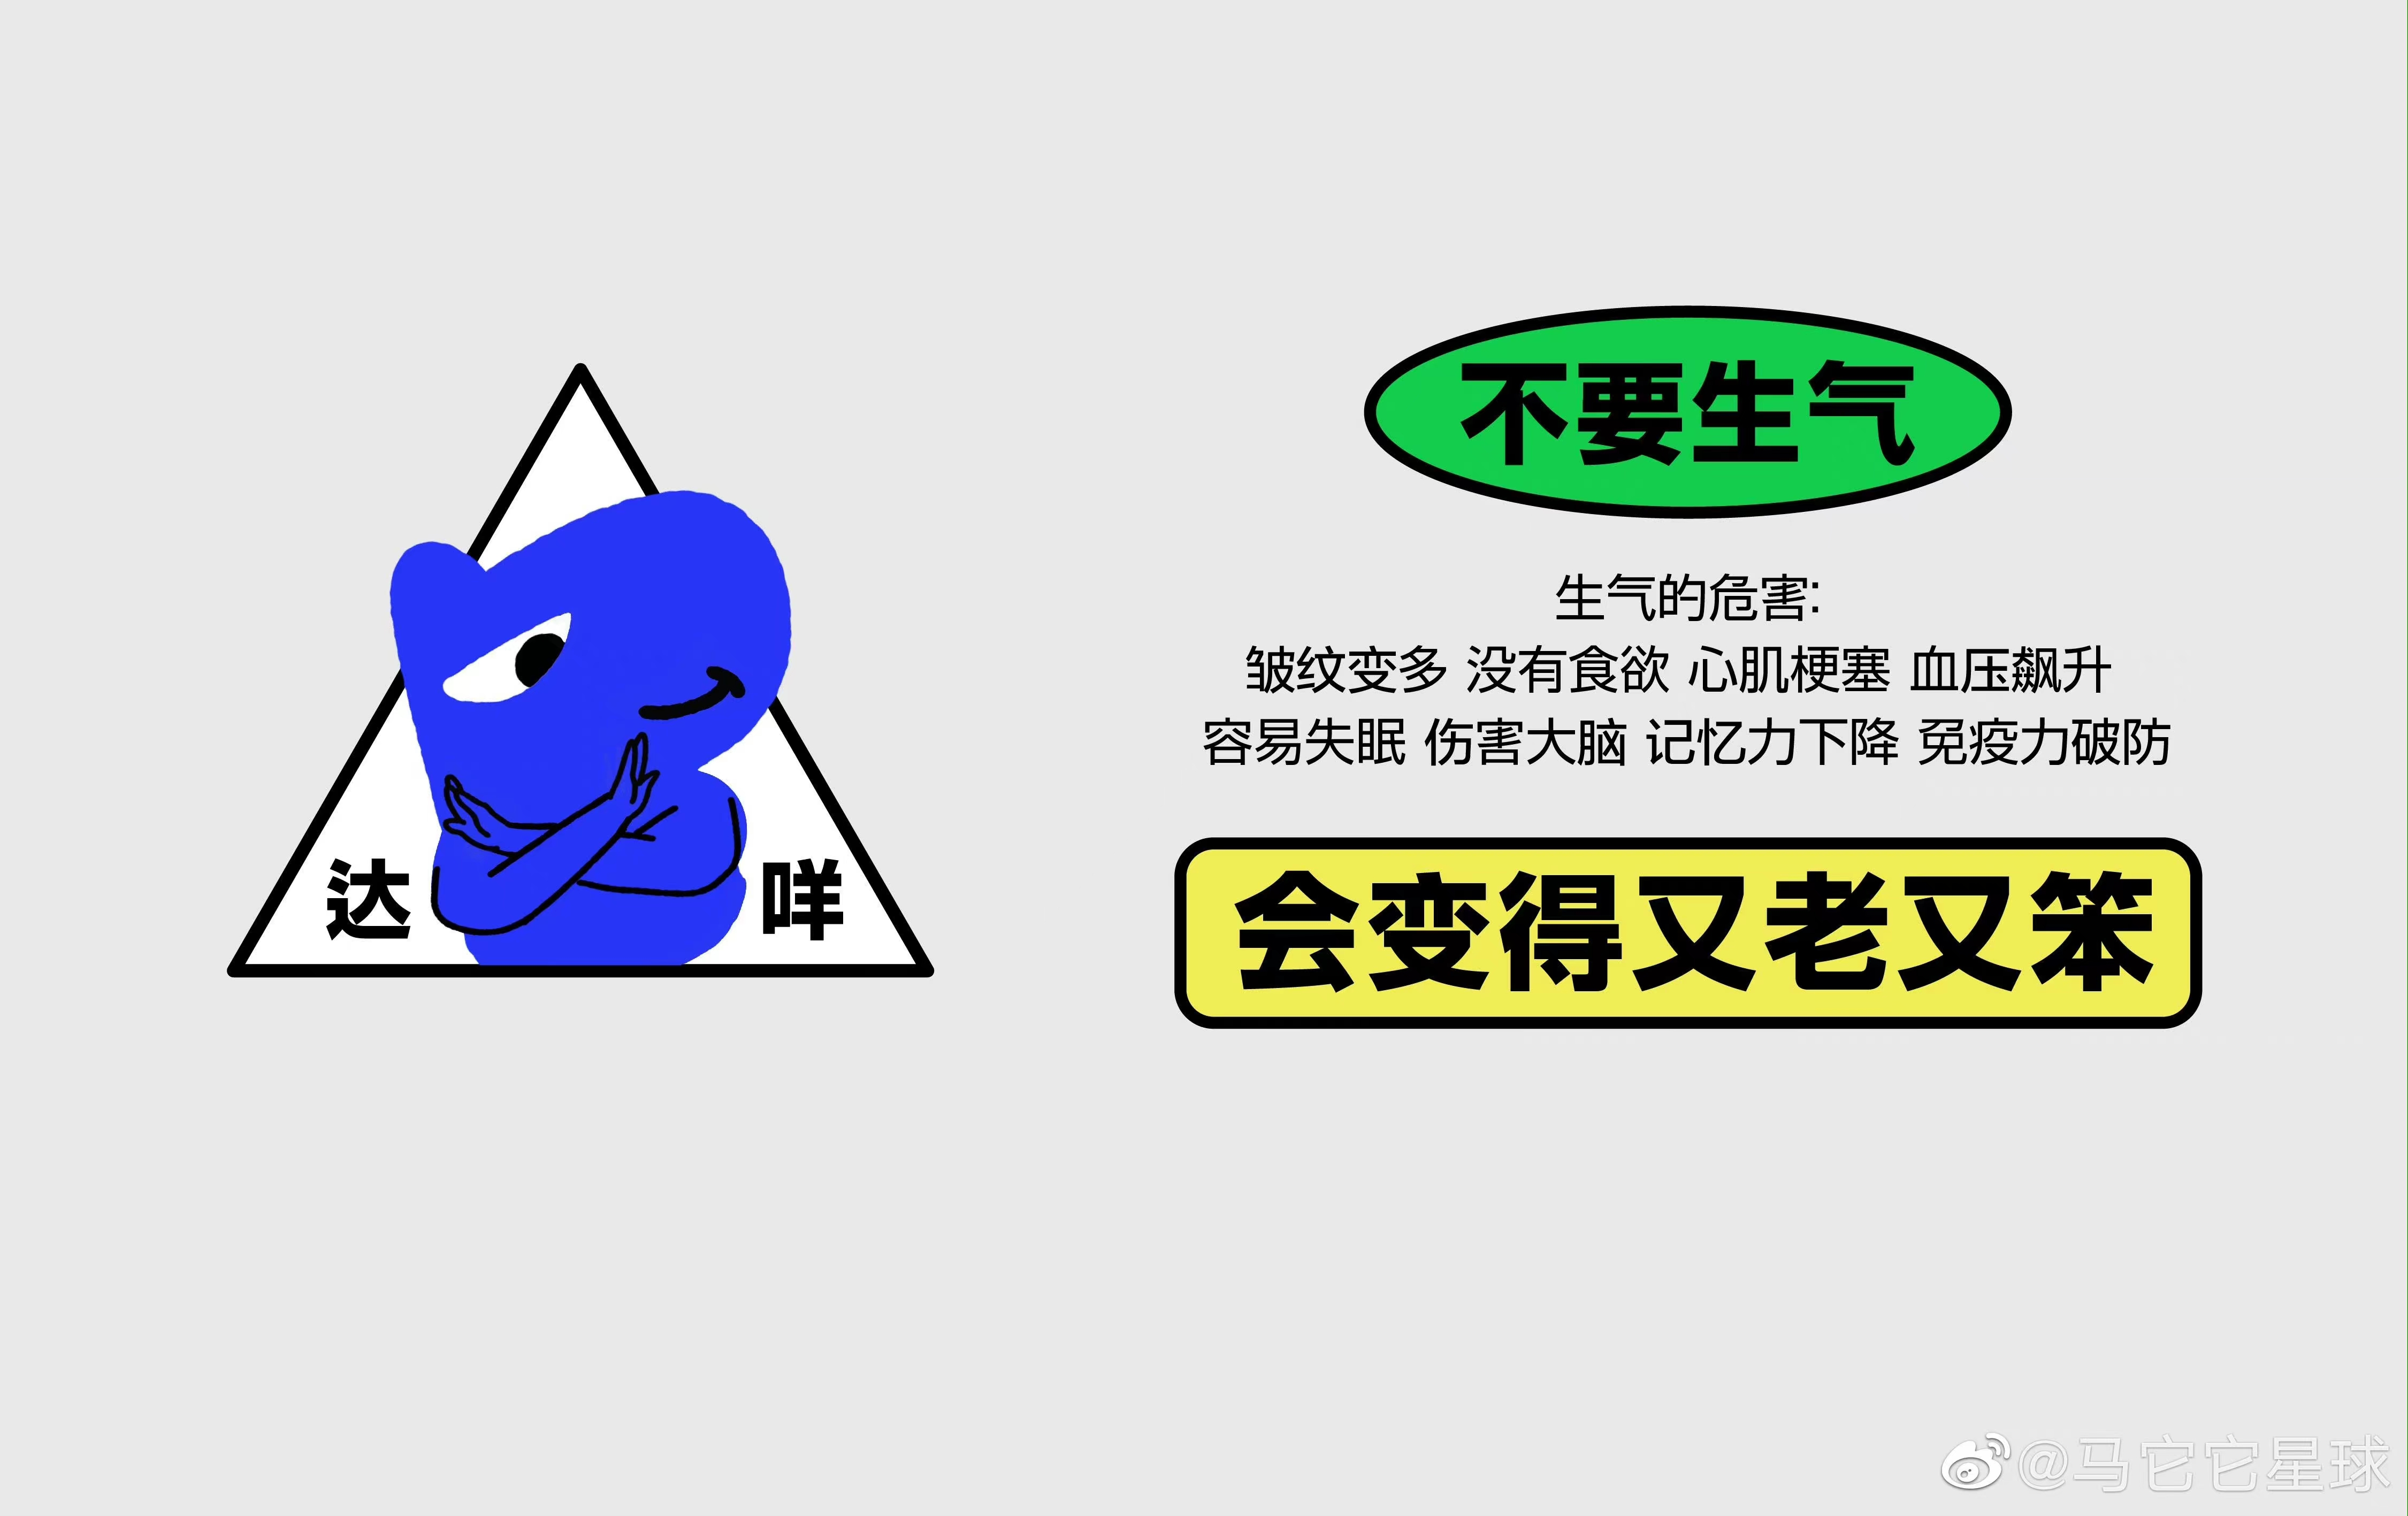 达 咩
不要生气
生气的危害:
皱纹变多 没有食欲 心肌梗塞 血压飙升
容易失眠 伤害大脑 记忆力下降 免疫力破防
会变得又老又笨
@马它它星球